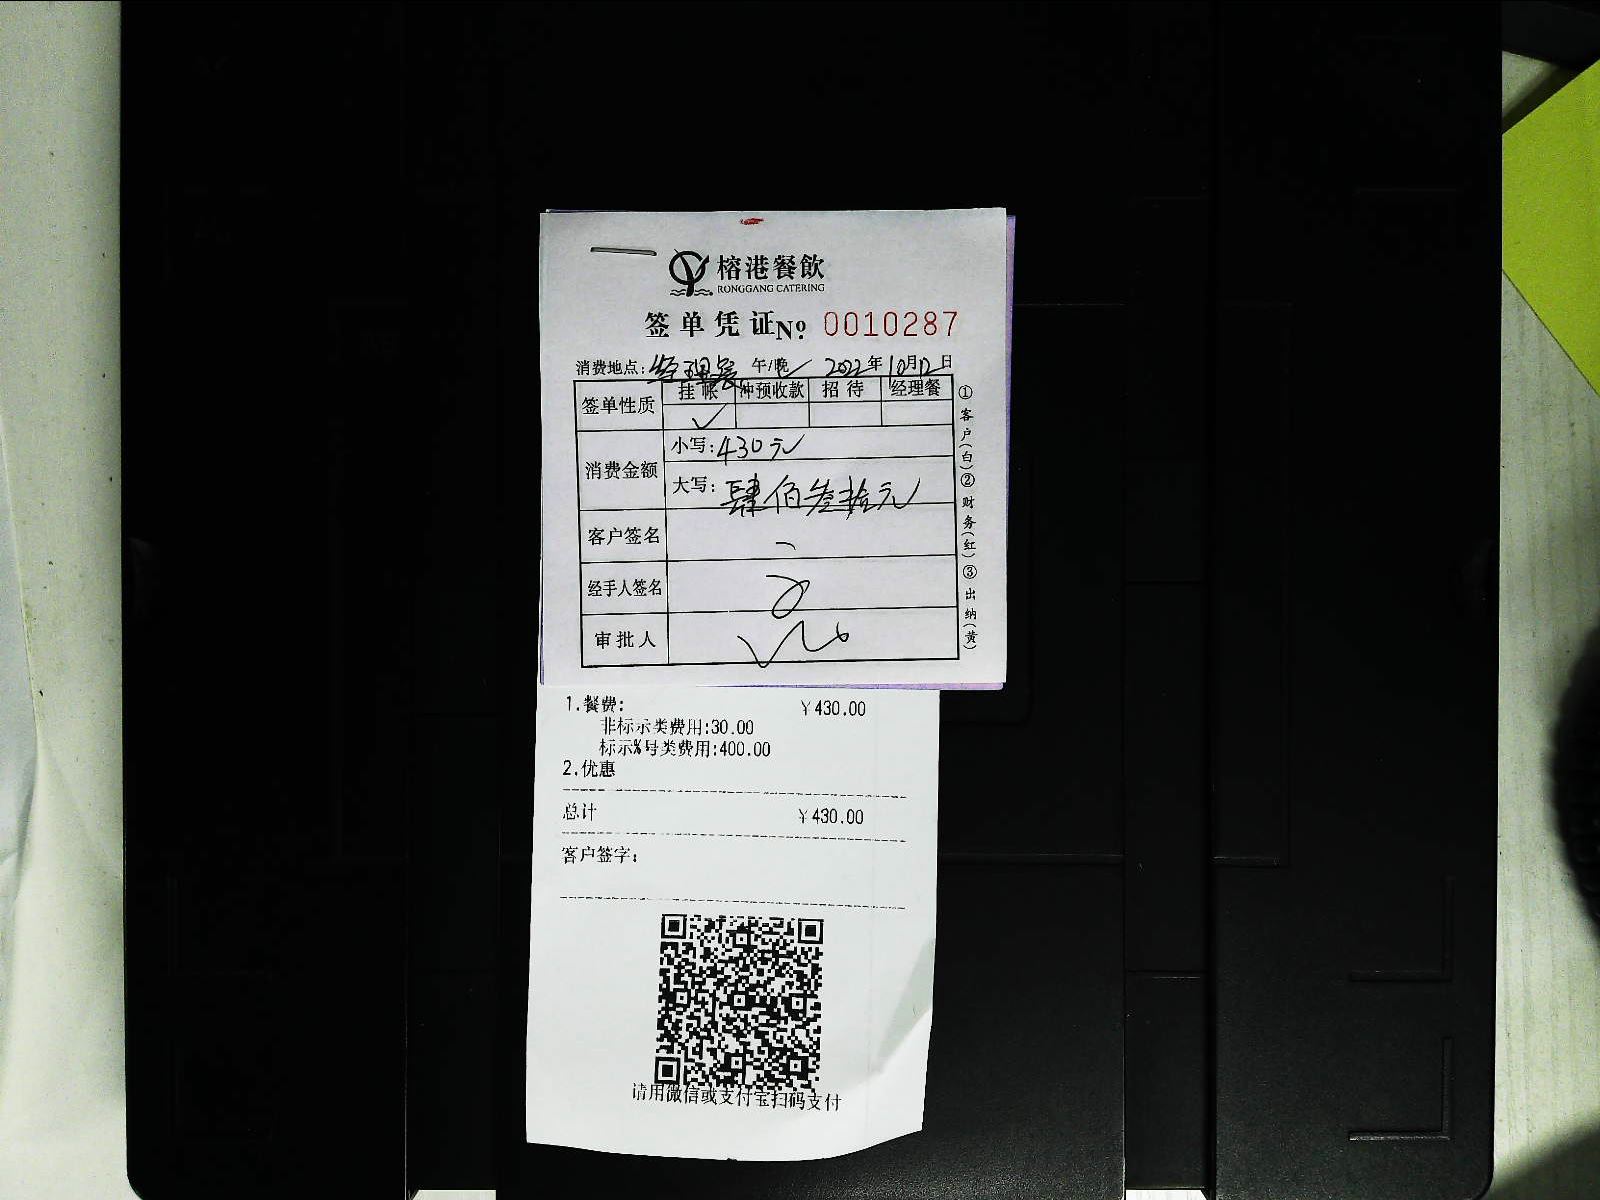 榕港餐飲
RONGGANG CATERING
签单凭证 Nº. 0010287
消费地点: 经理餐 午/晚 2022年10月12日
签单性质 挂帐 冲预收款 招待 经理餐
✓
消费金额 小写: 430元
大写: 肆佰叁拾元
客户签名
经手人签名
审批人
①客户(白)②财务(红)③出纳(黄)
1.餐费: ￥430.00
非标示类费用:30.00
标示%号类费用:400.00
2.优惠
总计 ￥430.00
客户签字:
请用微信或支付宝扫码支付